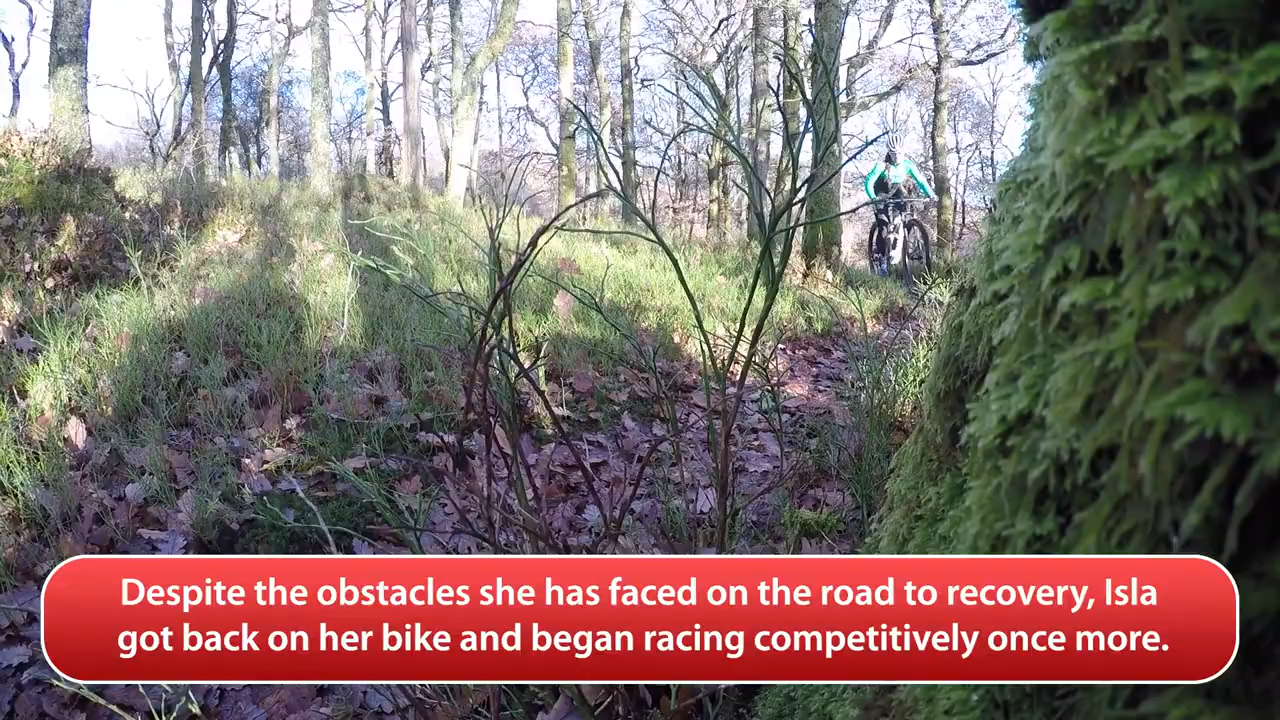 Despite the obstacles she has faced on the road to recovery, Isla
got back on her bike and began racing competitively once more.